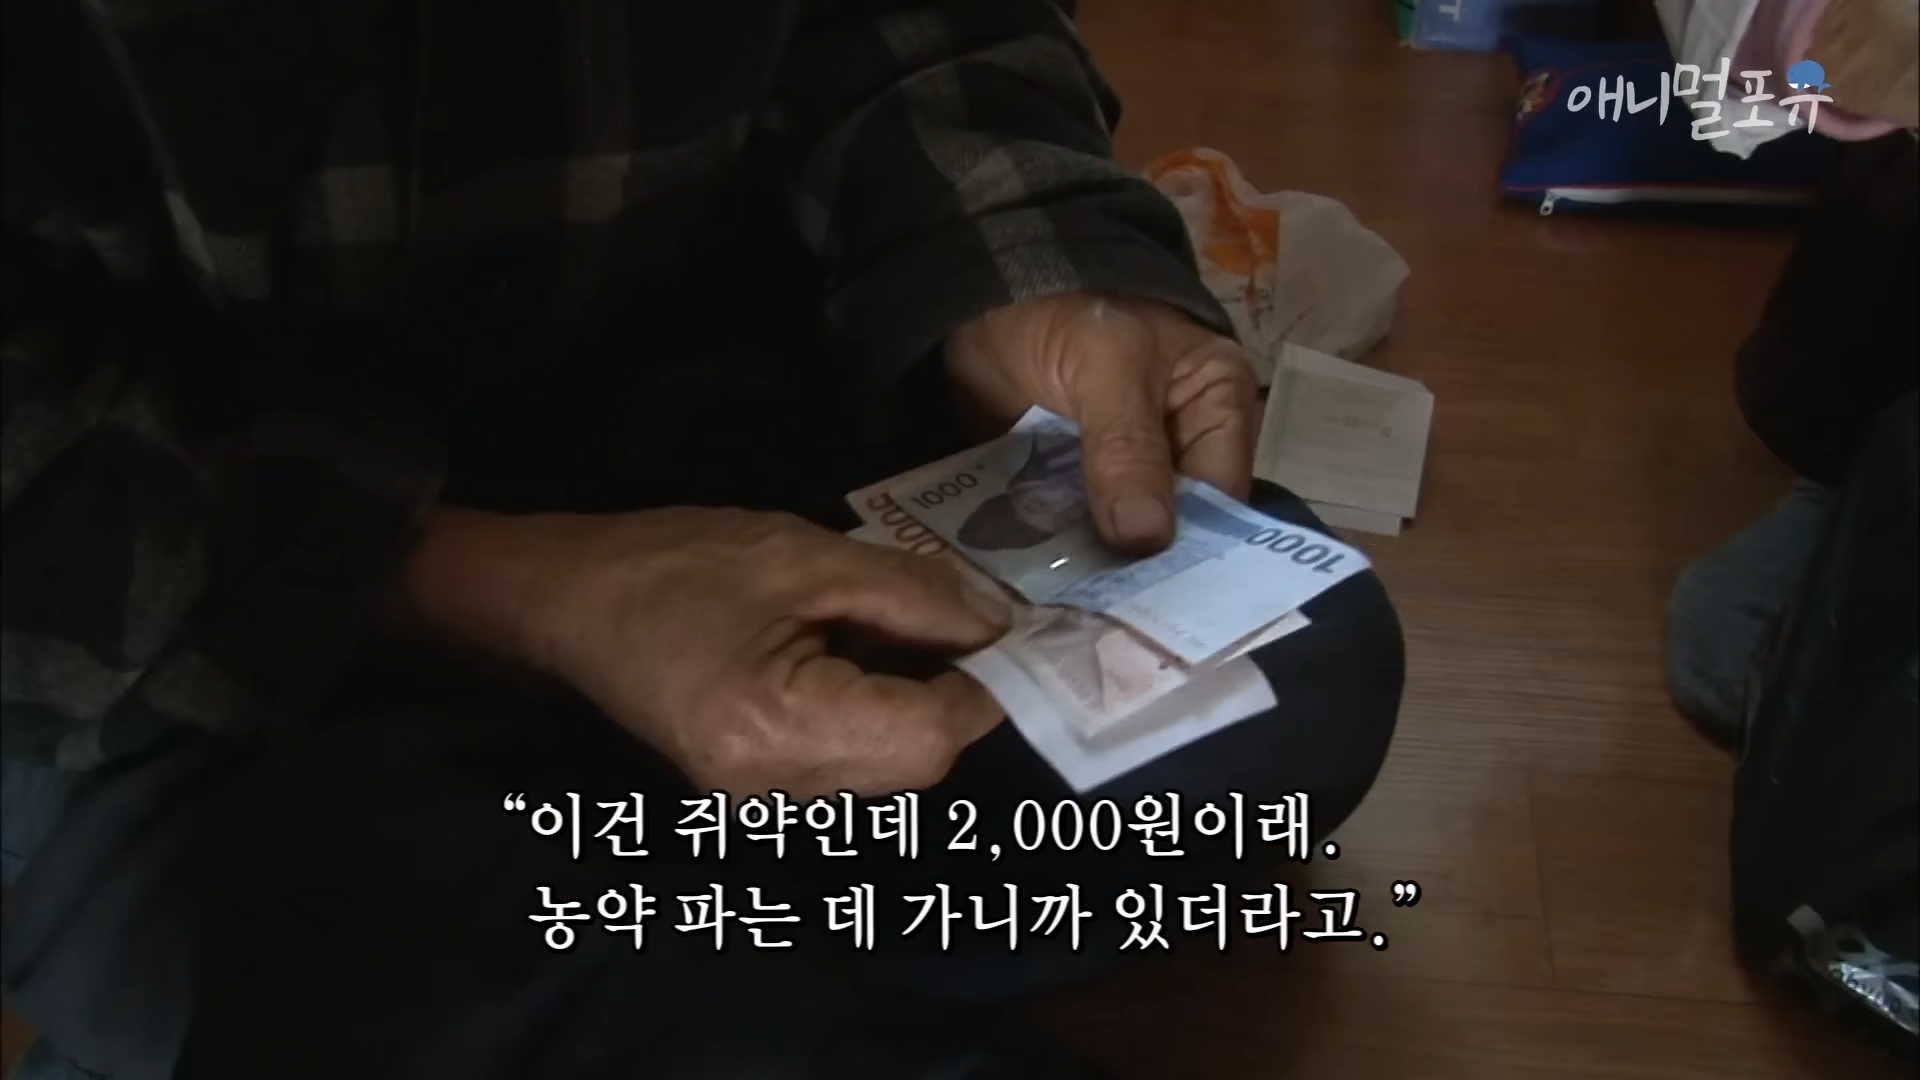 애니멀포유
1000
5000
1000
“이건 쥐약인데 2,000원이래.
농약 파는 데 가니까 있더라고.”